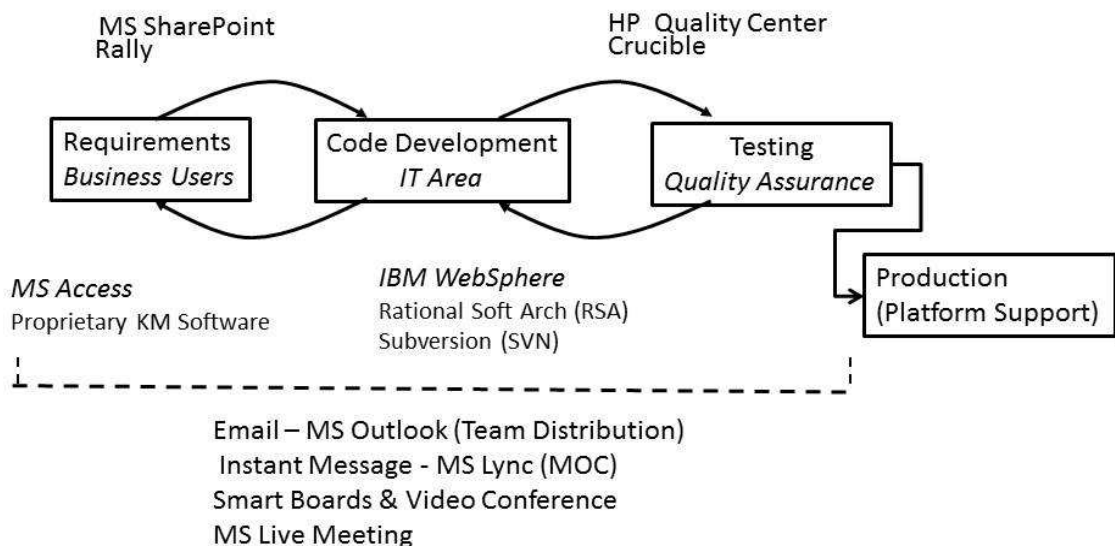 MS SharePoint
Rally
HP Quality Center
Crucible
Requirements
Business Users
Code Development
IT Area
Testing
Quality Assurance
MS Access
Proprietary KM Software
IBM WebSphere
Rational Soft Arch (RSA)
Subversion (SVN)
Production
(Platform Support)
Email – MS Outlook (Team Distribution)
Instant Message - MS Lync (MOC)
Smart Boards & Video Conference
MS Live Meeting